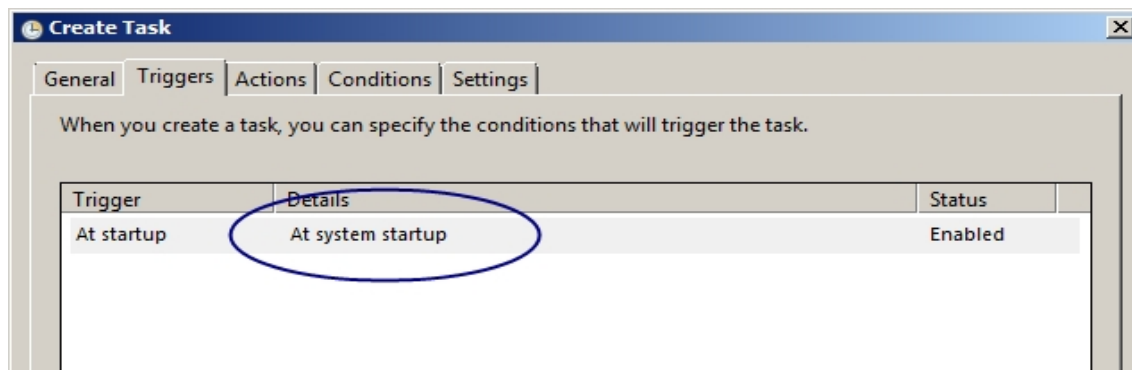 Create Task
General Triggers Actions Conditions Settings
When you create a task, you can specify the conditions that will trigger the task.
Trigger Details Status
At startup At system startup Enabled